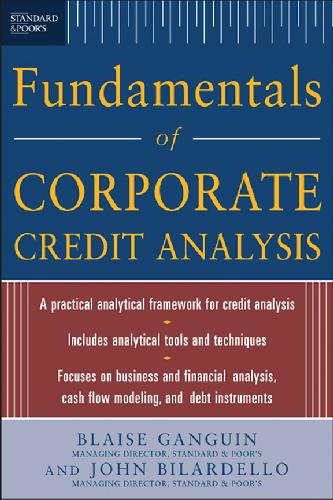 STANDARD
&POOR'S
Fundamentals
of
CORPORATE
CREDIT ANALYSIS
A practical analytical framework for credit analysis
Includes analytical tools and techniques
Focuses on business and financial analysis,
cash flow modeling, and debt instruments
BLAISE GANGUIN
MANAGING DIRECTOR, STANDARD & POOR'S
AND JOHN BILARDELLO
MANAGING DIRECTOR, STANDARD & POOR'S